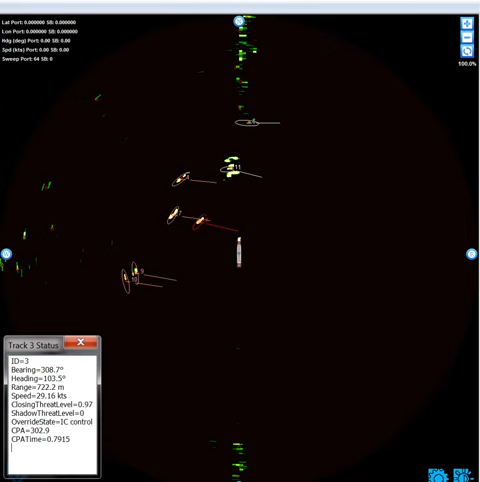 Lat Port: 0.000000 SB: 0.000000
Lon Port: 0.000000 SB: 0.000000
Hdg (deg) Port: 0.00 SB: 0.00
Spd (kts) Port: 0.00 SB: 0.00
Sweep Port: 64 SB: 0
100.0%
11
9
10
Track 3 Status
ID=3
Bearing=308.7°
Heading=103.5°
Range=722.2 m
Speed=29.16 kts
ClosingThreatLevel=0.97
ShadowThreatLevel=0
OverrideState=IC control
CPA=302.9
CPATime=0.7915